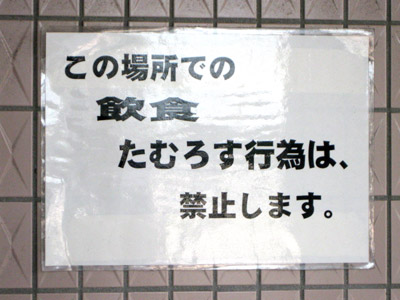 この場所での
飲食
たむろす行為は、
禁止します。